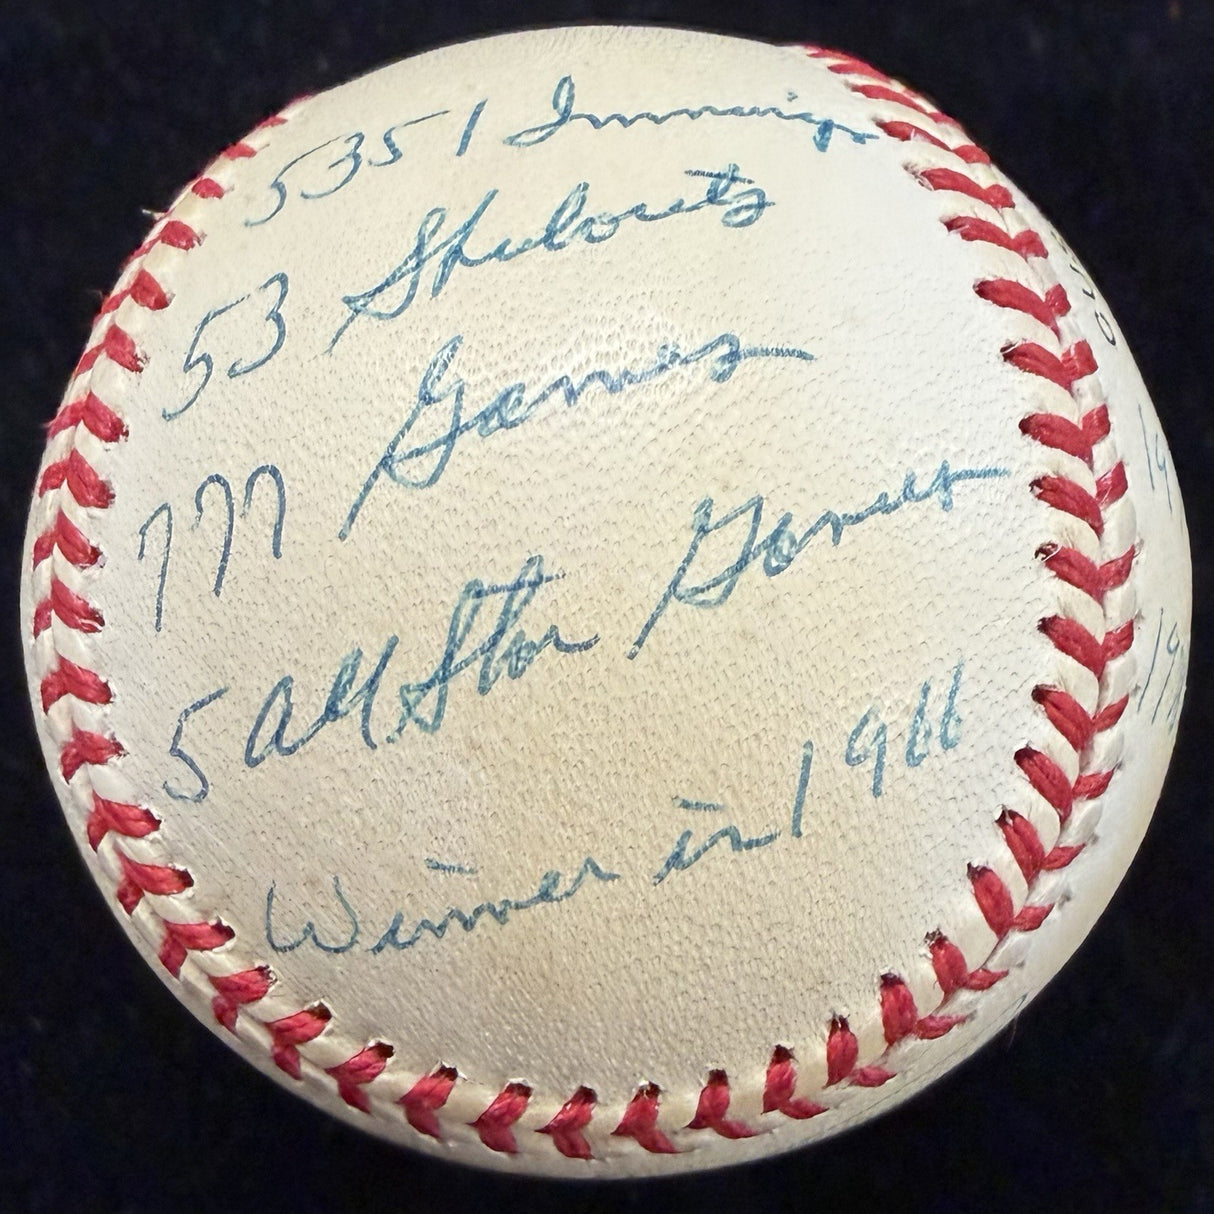 5351 Innings
53 Shutouts
777 Games
5 All Star Games
Winner in 1966